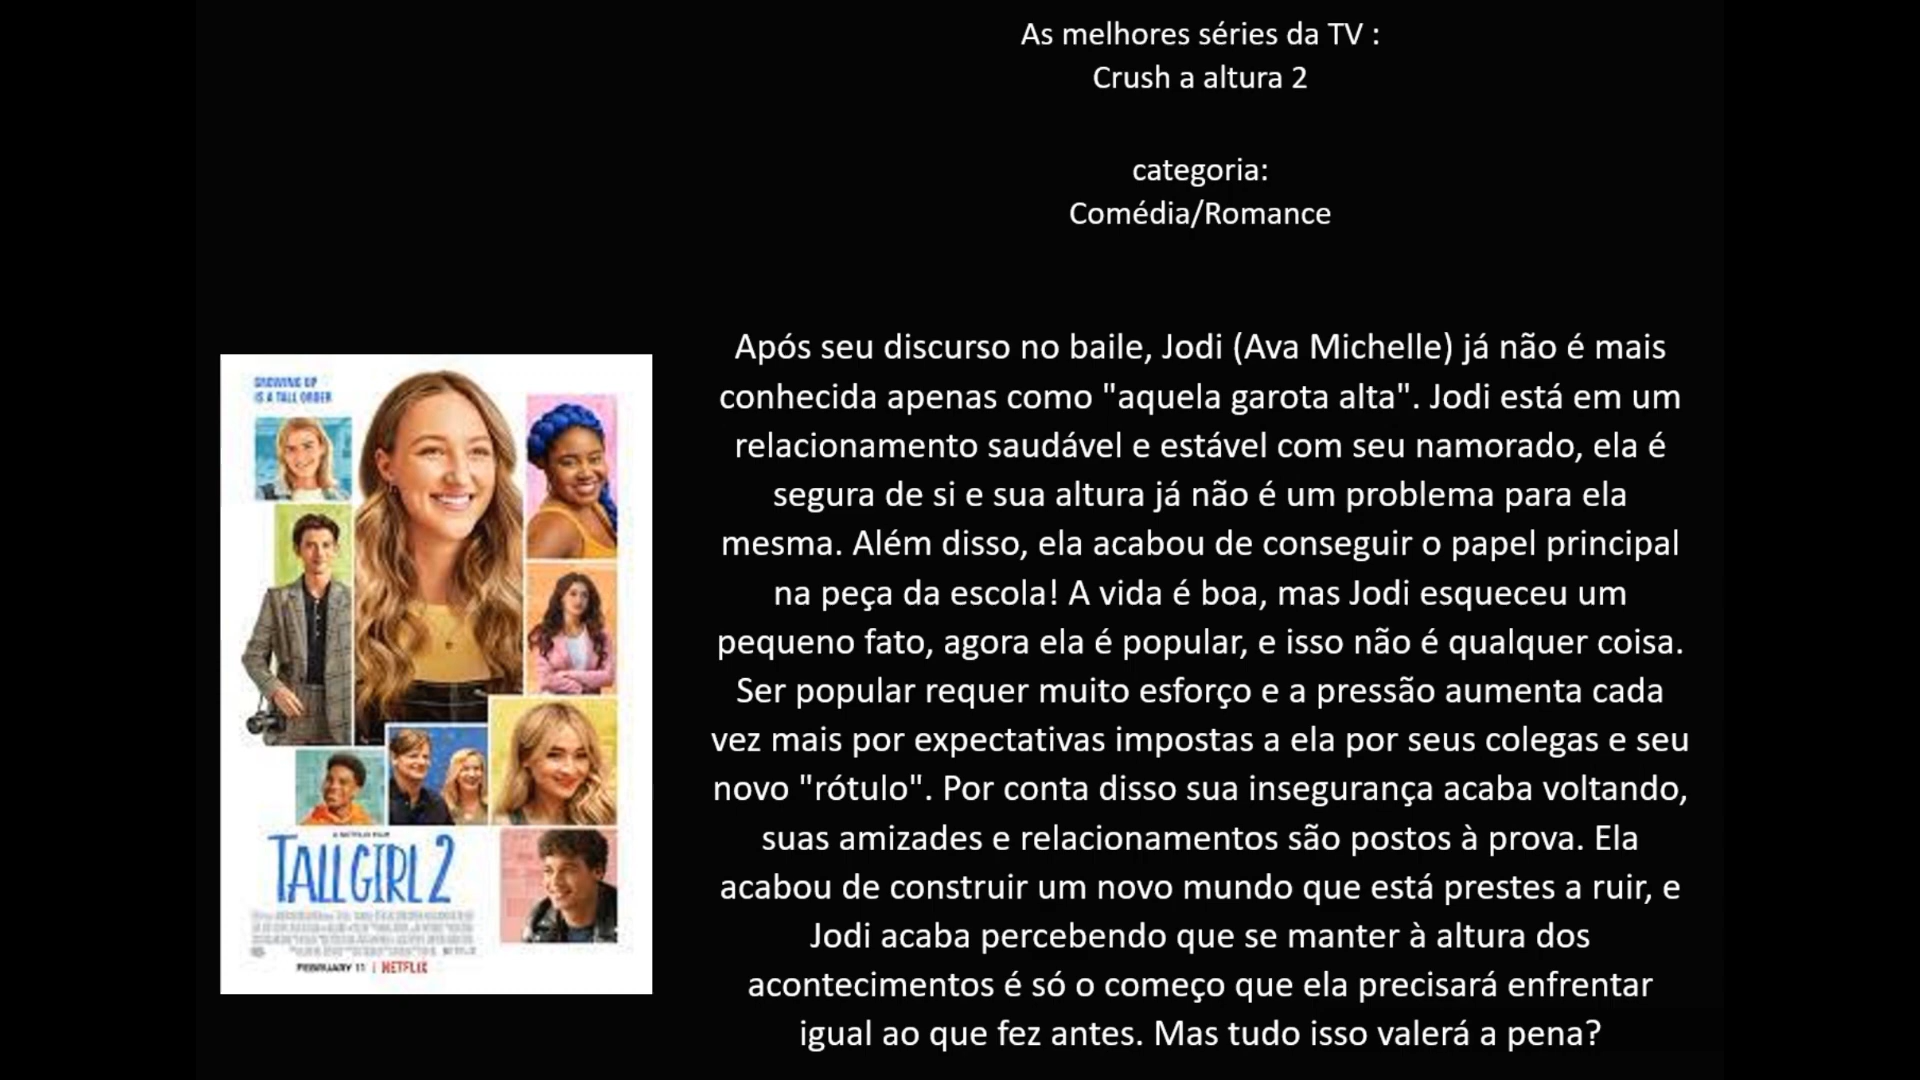 As melhores séries da TV :
Crush a altura 2
categoria:
Comédia/Romance
Após seu discurso no baile, Jodi (Ava Michelle) já não é mais
conhecida apenas como "aquela garota alta". Jodi está em um
relacionamento saudável e estável com seu namorado, ela é
segura de si e sua altura já não é um problema para ela
mesma. Além disso, ela acabou de conseguir o papel principal
na peça da escola! A vida é boa, mas Jodi esqueceu um
pequeno fato, agora ela é popular, e isso não é qualquer coisa.
Ser popular requer muito esforço e a pressão aumenta cada
vez mais por expectativas impostas a ela por seus colegas e seu
novo "rótulo". Por conta disso sua insegurança acaba voltando,
suas amizades e relacionamentos são postos à prova. Ela
acabou de construir um novo mundo que está prestes a ruir, e
Jodi acaba percebendo que se manter à altura dos
acontecimentos é só o começo que ela precisará enfrentar
igual ao que fez antes. Mas tudo isso valerá a pena?
GROWING UP
IS A TALL ORDER
A NETFLIX FILM
TALL GIRL 2
FEBRUARY 11 | NETFLIX